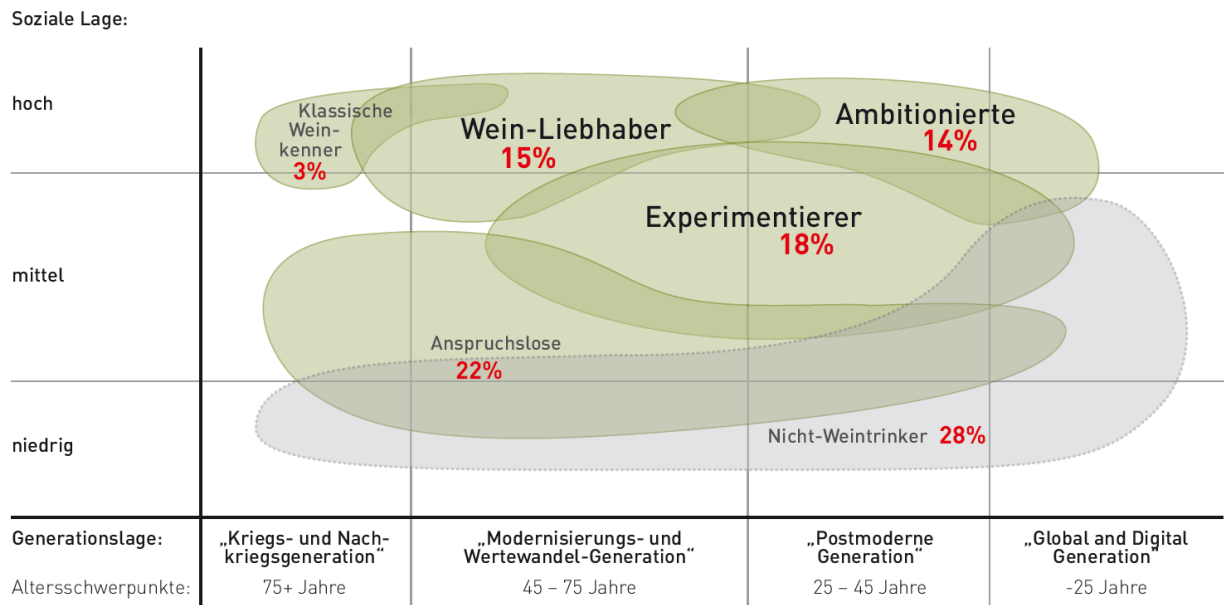 Soziale Lage:
hoch
Klassische
Wein-
kenner
3%
Wein-Liebhaber
15%
Ambitionierte
14%
Experimentierer
18%
mittel
Anspruchslose
22%
niedrig
Nicht-Weintrinker 28%
Generationslage:
„Kriegs- und Nach-
kriegsgeneration“
„Modernisierungs- und
Wertewandel-Generation“
„Postmoderne
Generation“
„Global and Digital
Generation“
Altersschwerpunkte:
75+ Jahre
45 – 75 Jahre
25 – 45 Jahre
-25 Jahre